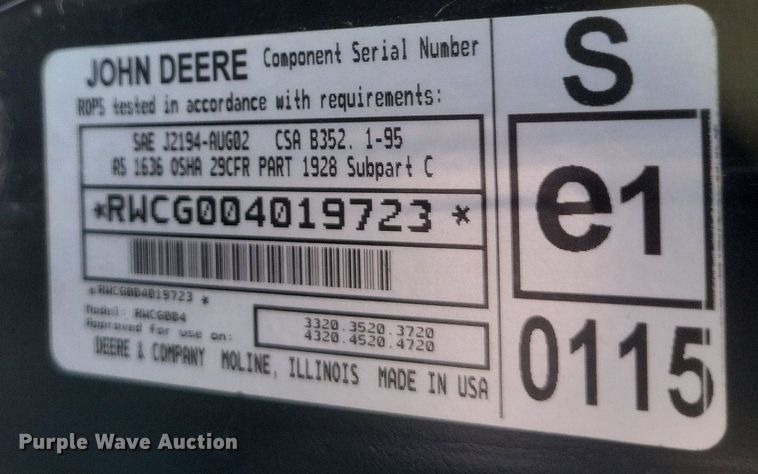 JOHN DEERE Component Serial Number
ROPS tested in accordance with requirements:
SAE J2194-AUG02 CSA B352. 1-95
AS 1636 OSHA 29CFR PART 1928 Subpart C
*RWCG004019723 *
*RWCG004019723 *
Model: RWCG004
Approved for use on:
3320.3520.3720
4320.4520.4720
DEERE & COMPANY MOLINE, ILLINOIS MADE IN USA
S
e1
0115
Purple Wave Auction